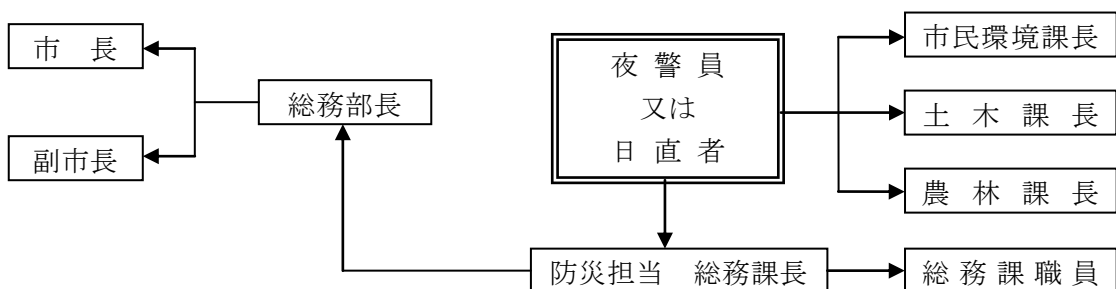 市　長
副市長
総務部長
夜 警 員
又は
日 直 者
市民環境課長
土　木　課　長
農　林　課　長
防災担当　総務課長
総 務 課 職 員